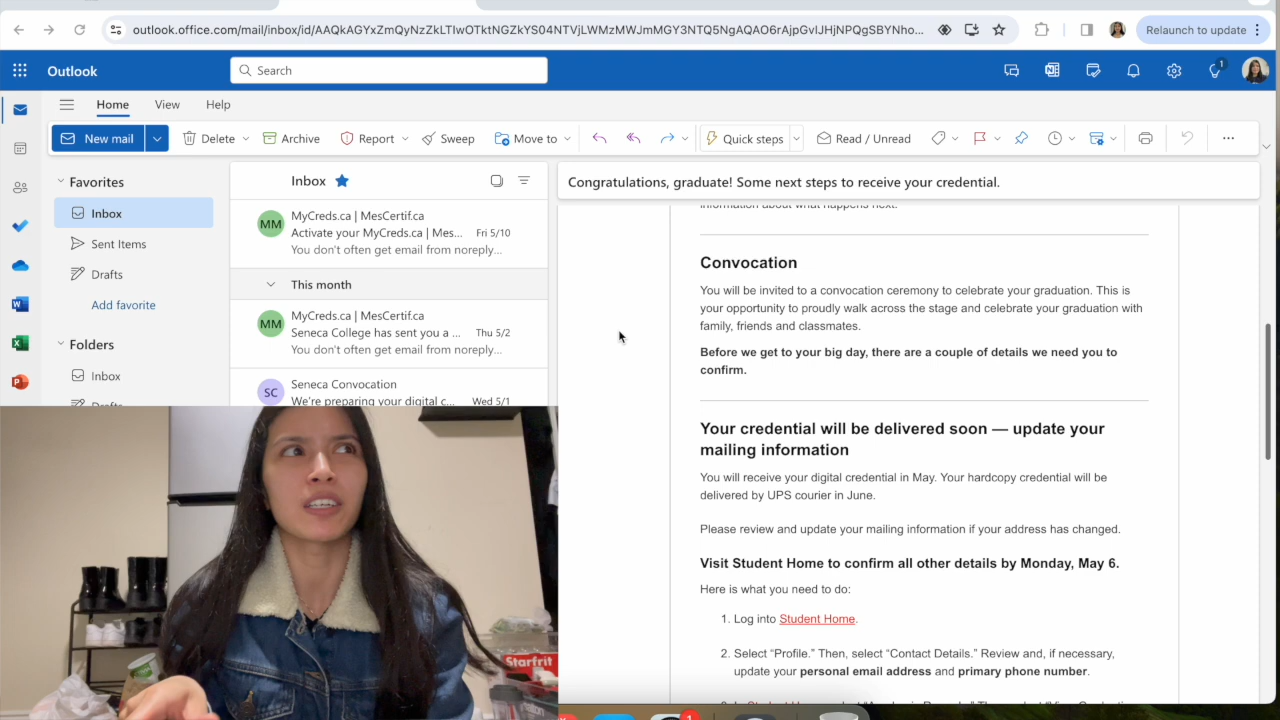 outlook.office.com/mail/inbox/id/AAQkAGYxZmQyNzZkLTIwOTktNGZkYS04NTVjLWMzMWJmMGY3NTQ5NgAQAO6rAjpGvIJHjNPQgSBYNho...
Relaunch to update
Outlook
Search
1
Home View Help
New mail Delete Archive Report Sweep Move to Quick steps Read / Unread
Favorites
Inbox
Sent Items
Drafts
Add favorite
Folders
Inbox
Drafts
Inbox
MM
MyCreds.ca | MesCertif.ca
Activate your MyCreds.ca | Mes... Fri 5/10
You don't often get email from noreply...
This month
MM
MyCreds.ca | MesCertif.ca
Seneca College has sent you a ... Thu 5/2
You don't often get email from noreply...
SC
Seneca Convocation
We're preparing your digital c... Wed 5/1
Congratulations, graduate! Some next steps to receive your credential.
information about what happens next.
Convocation
You will be invited to a convocation ceremony to celebrate your graduation. This is
your opportunity to proudly walk across the stage and celebrate your graduation with
family, friends and classmates.
Before we get to your big day, there are a couple of details we need you to
confirm.
Your credential will be delivered soon — update your
mailing information
You will receive your digital credential in May. Your hardcopy credential will be
delivered by UPS courier in June.
Please review and update your mailing information if your address has changed.
Visit Student Home to confirm all other details by Monday, May 6.
Here is what you need to do:
1. Log into Student Home.
2. Select “Profile.” Then, select “Contact Details.” Review and, if necessary,
update your personal email address and primary phone number.
Starfrit
1